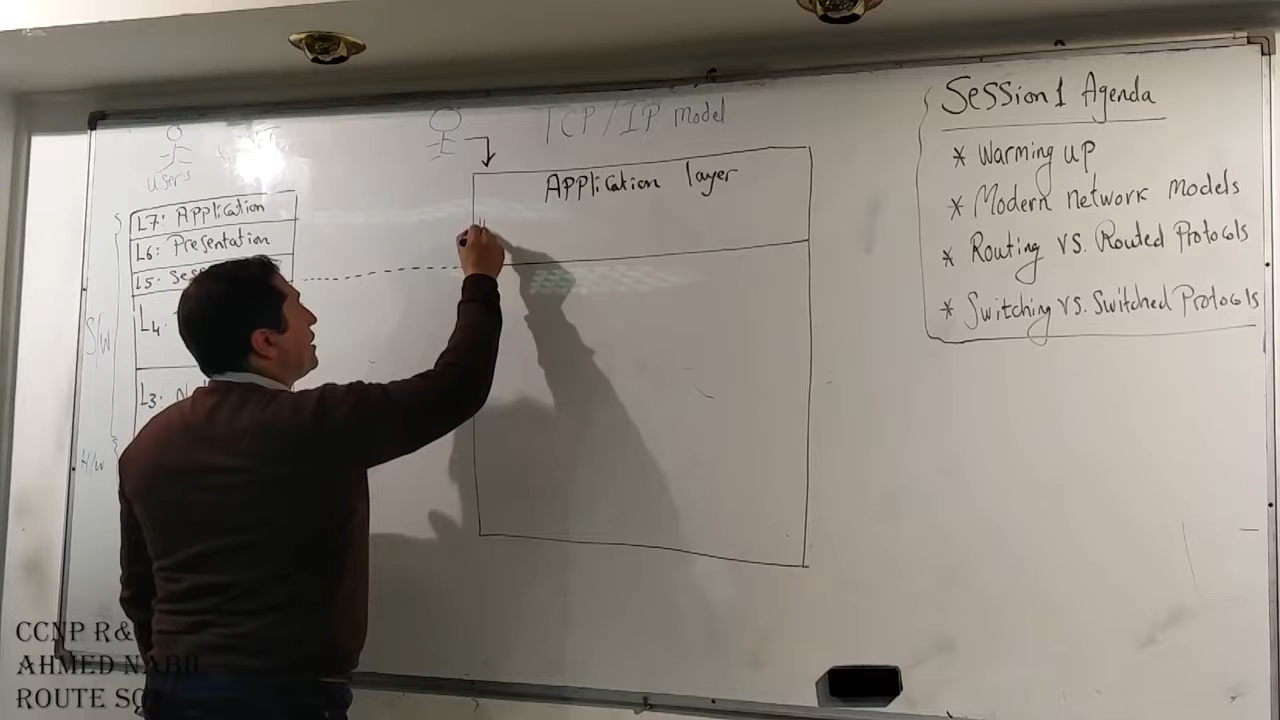 TCP/IP Model
users
L7: Application
L6: Presentation
L5:
L4
L3:
S/W
H/W
Application layer
Session 1 Agenda
* Warming up
* Modern network models
* Routing vs. Routed Protocols
* Switching vs. Switched Protocols
CCNP R&
AHMED NABIL
ROUTE